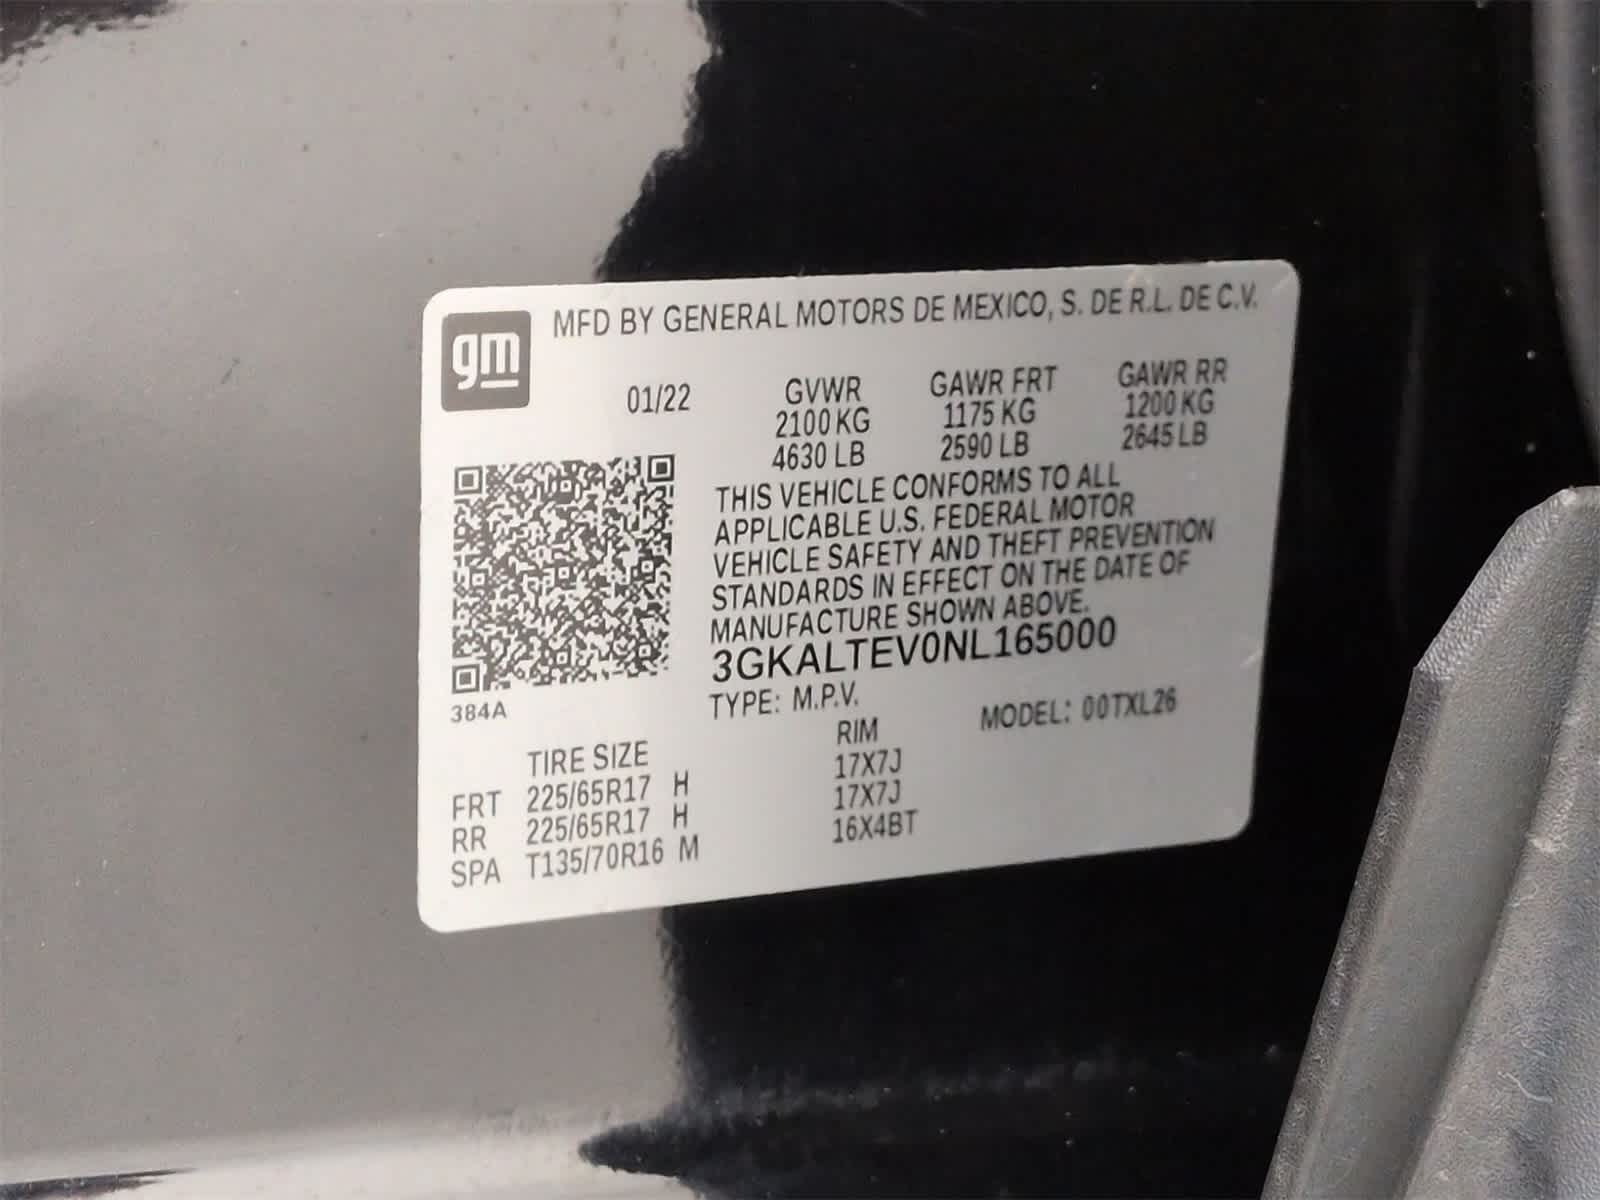 gm
MFD BY GENERAL MOTORS DE MEXICO, S. DE R.L. DE C.V.
01/22 GVWR GAWR FRT GAWR RR
2100 KG 1175 KG 1200 KG
4630 LB 2590 LB 2645 LB
THIS VEHICLE CONFORMS TO ALL
APPLICABLE U.S. FEDERAL MOTOR
VEHICLE SAFETY AND THEFT PREVENTION
STANDARDS IN EFFECT ON THE DATE OF
MANUFACTURE SHOWN ABOVE.
3GKALTEV0NL165000
384A
TYPE: M.P.V. MODEL: 00TXL26
TIRE SIZE RIM
FRT 225/65R17 H 17X7J
RR 225/65R17 H 17X7J
SPA T135/70R16 M 16X4BT